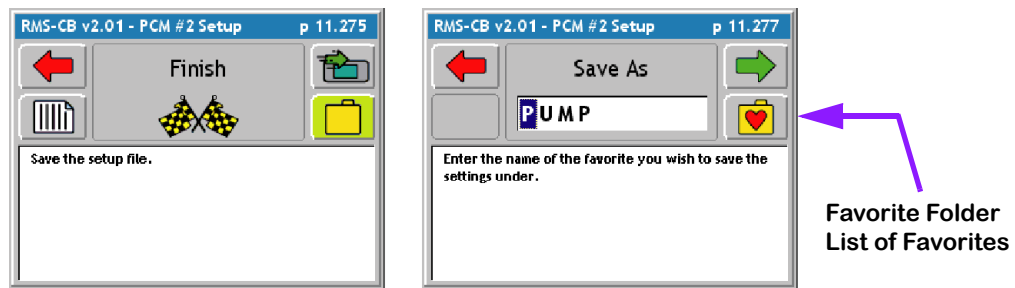 RMS-CB v2.01 - PCM #2 Setup p 11.275
Finish
Save the setup file.
RMS-CB v2.01 - PCM #2 Setup p 11.277
Save As
PUMP
Enter the name of the favorite you wish to save the
settings under.
Favorite Folder
List of Favorites